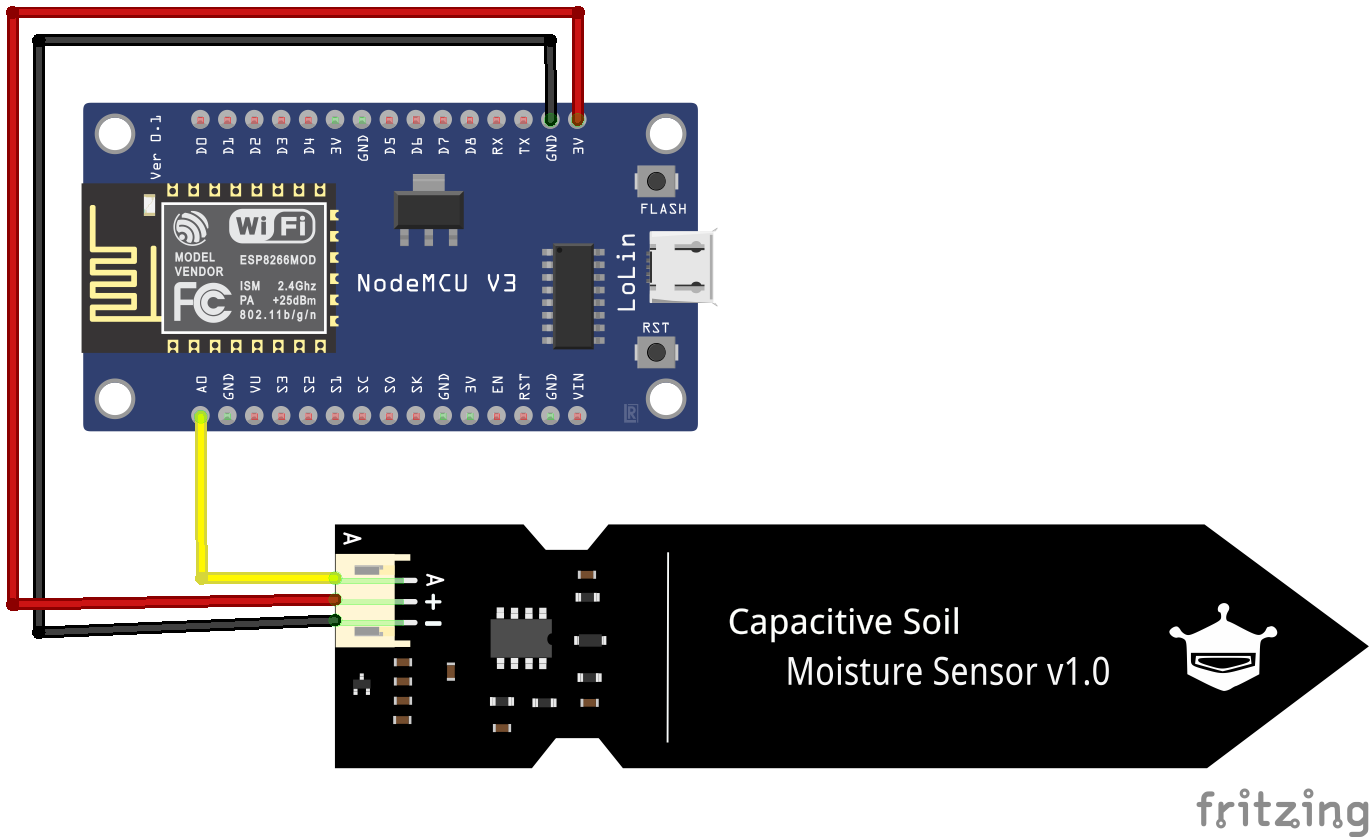 D0 D1 D2 D3 D4 3V GND D5 D6 D7 D8 RX TX GND 3V
Ver 0.1
FLASH
Wi Fi
MODEL
VENDOR
ESP8266MOD
FC
ISM 2.4Ghz
PA +25dBm
802.11b/g/n
NodeMCU V3
LoLin
RST
A0 GND VU S3 S2 S1 SC S0 SK GND 3V EN RST GND VIN
A
A
+
-
Capacitive Soil
Moisture Sensor v1.0
fritzing